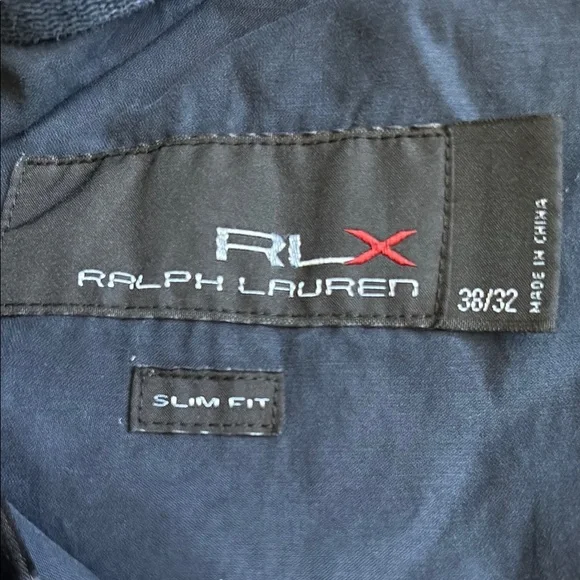 RLX
RALPH LAUREN
38/32
MADE IN CHINA
SLIM FIT